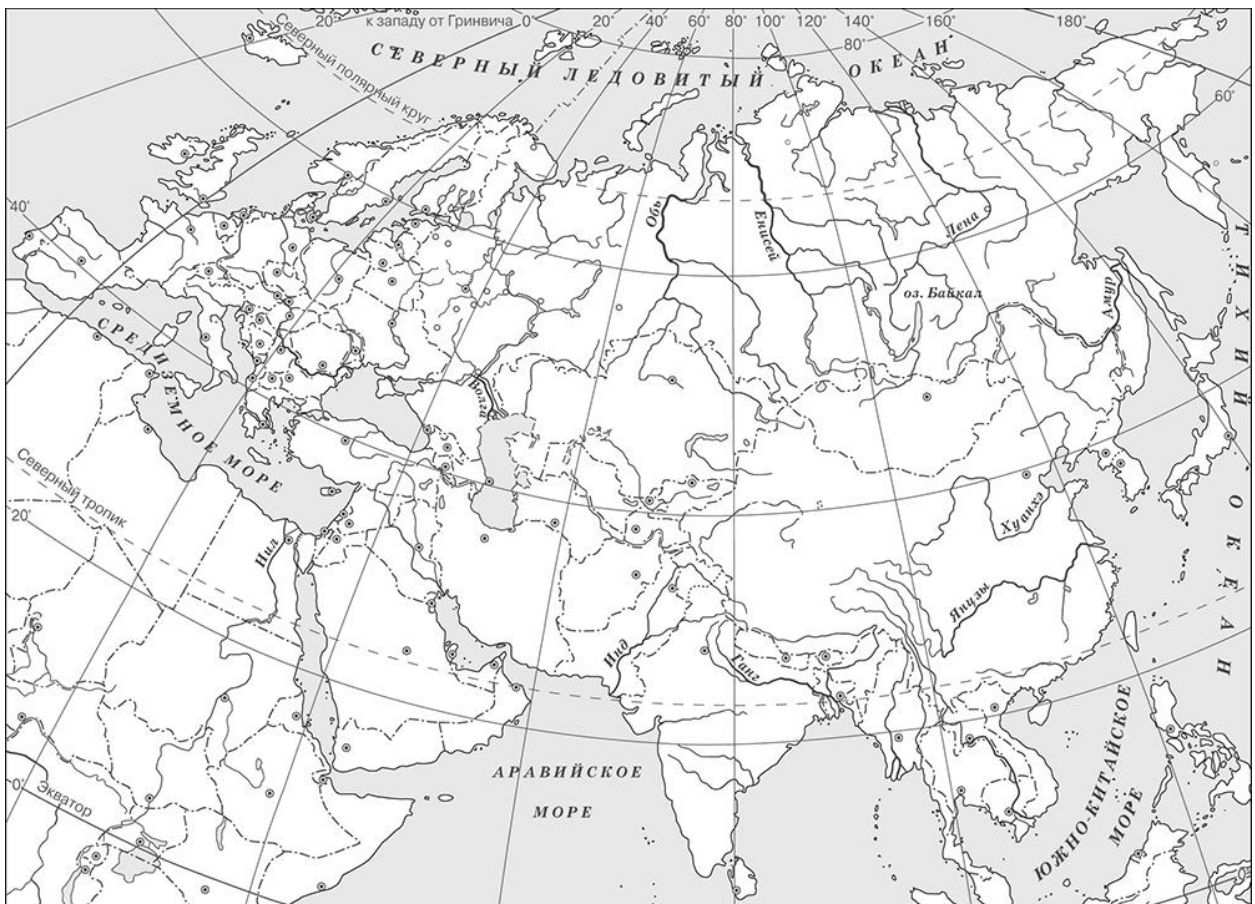 20° к западу от Гринвича 0° 20° 40° 60° 80° 100° 120° 140° 160° 180°
80°
60°
Северный полярный круг
СЕВЕРНЫЙ ЛЕДОВИТЫЙ ОКЕАН
40°
Обь
Енисей
Лена
оз. Байкал
Амур
ТИХИЙ ОКЕАН
СРЕДИЗЕМНОЕ МОРЕ
Волга
Северный тропик
20°
Нил
Хуанхэ
Янцзы
Инд
Ганг
АРАВИЙСКОЕ
МОРЕ
ЮЖНО-КИТАЙСКОЕ
МОРЕ
0°
Экватор
0°